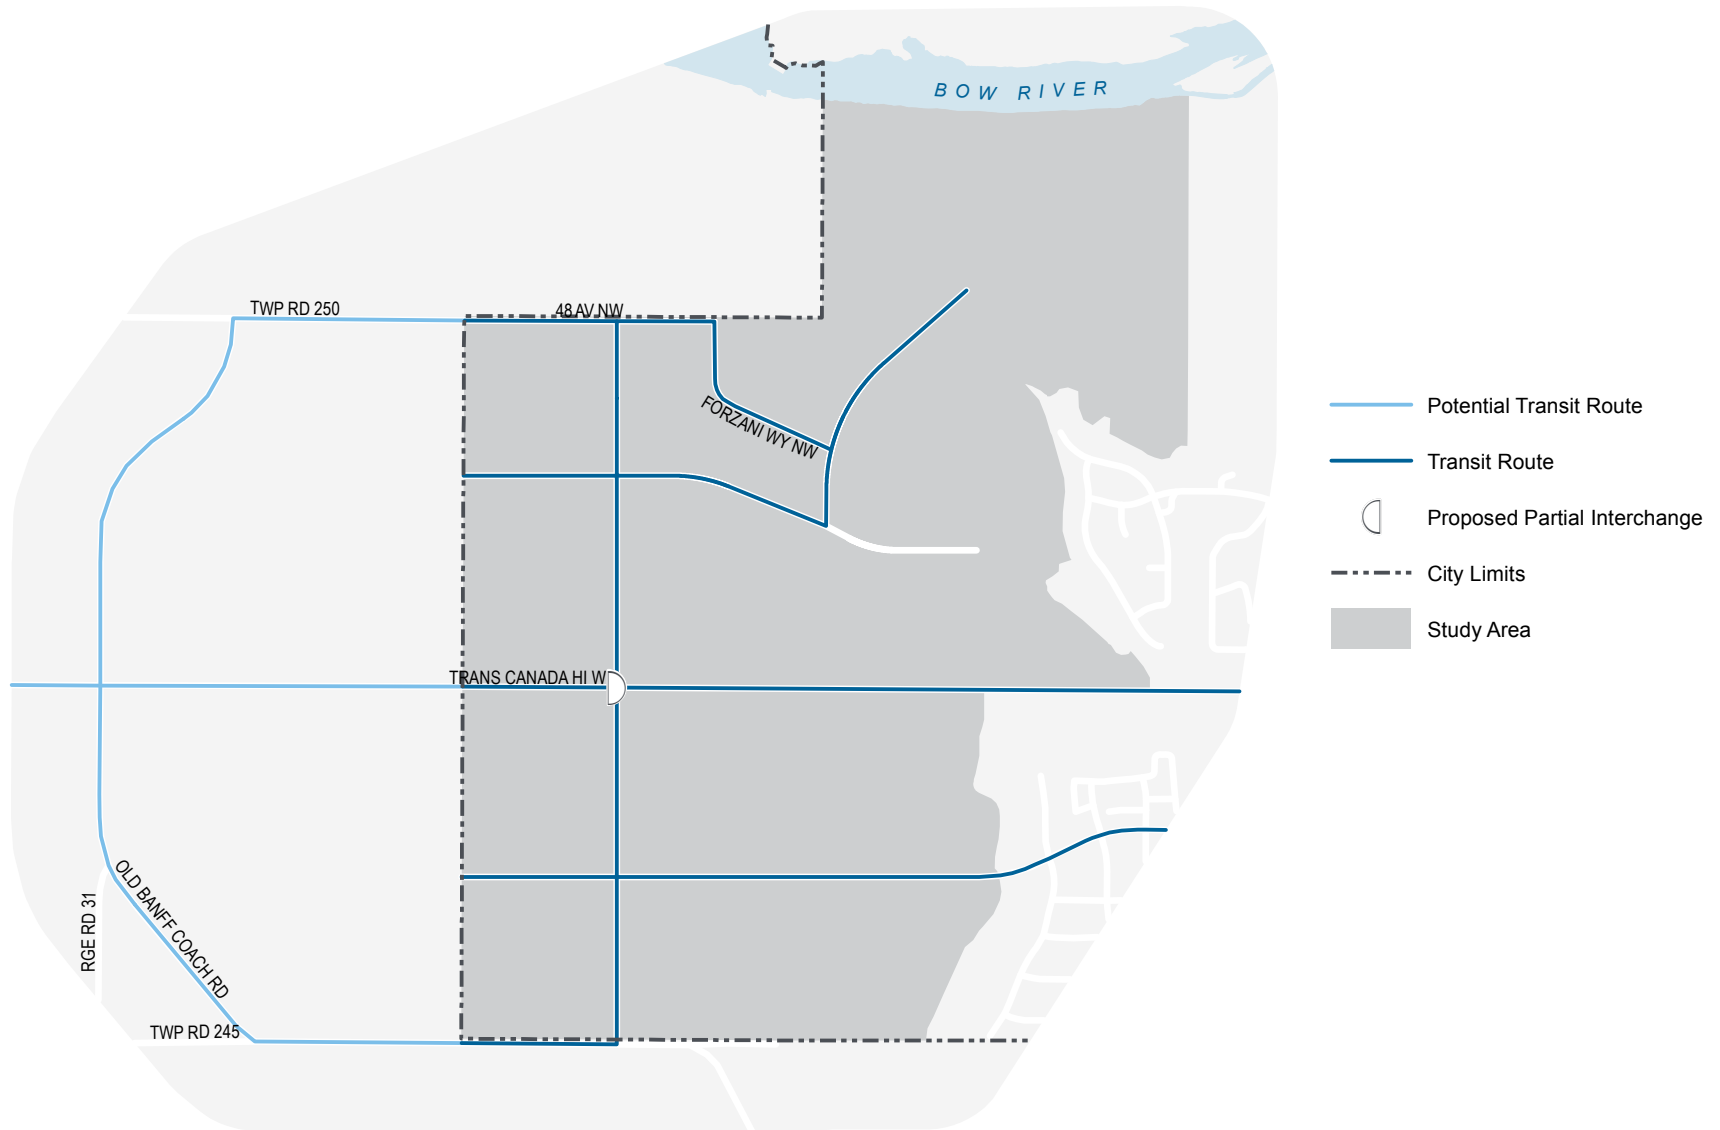 BOW RIVER
TWP RD 250
48 AV NW
FORZANI WY NW
Potential Transit Route
Transit Route
Proposed Partial Interchange
City Limits
Study Area
TRANS CANADA HI W
OLD BANFF COACH RD
RGE RD 31
TWP RD 245